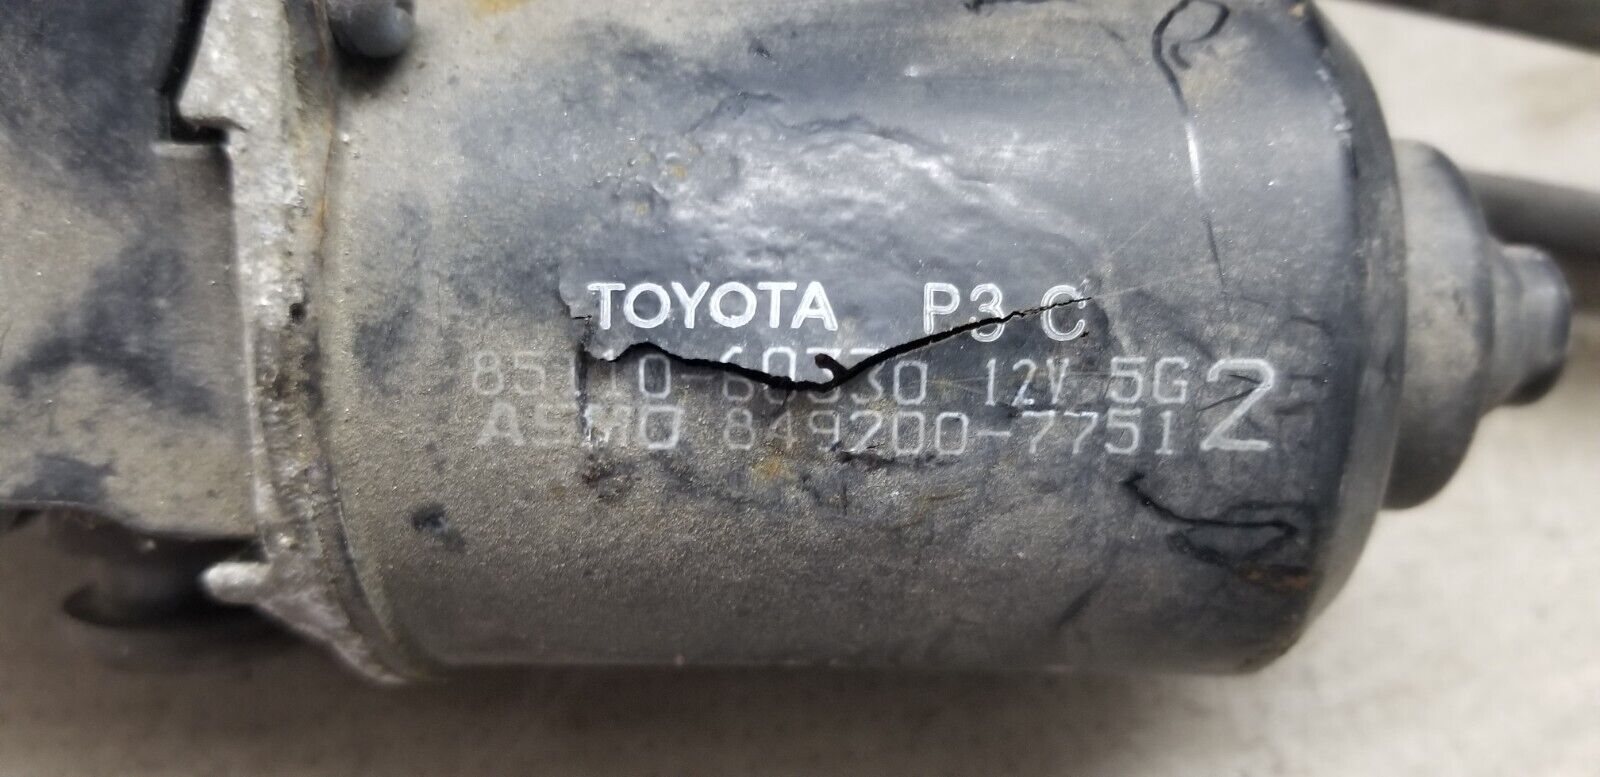 TOYOTA P3 C
85110-60330 12V 5G 2
ASMO 849200-7751